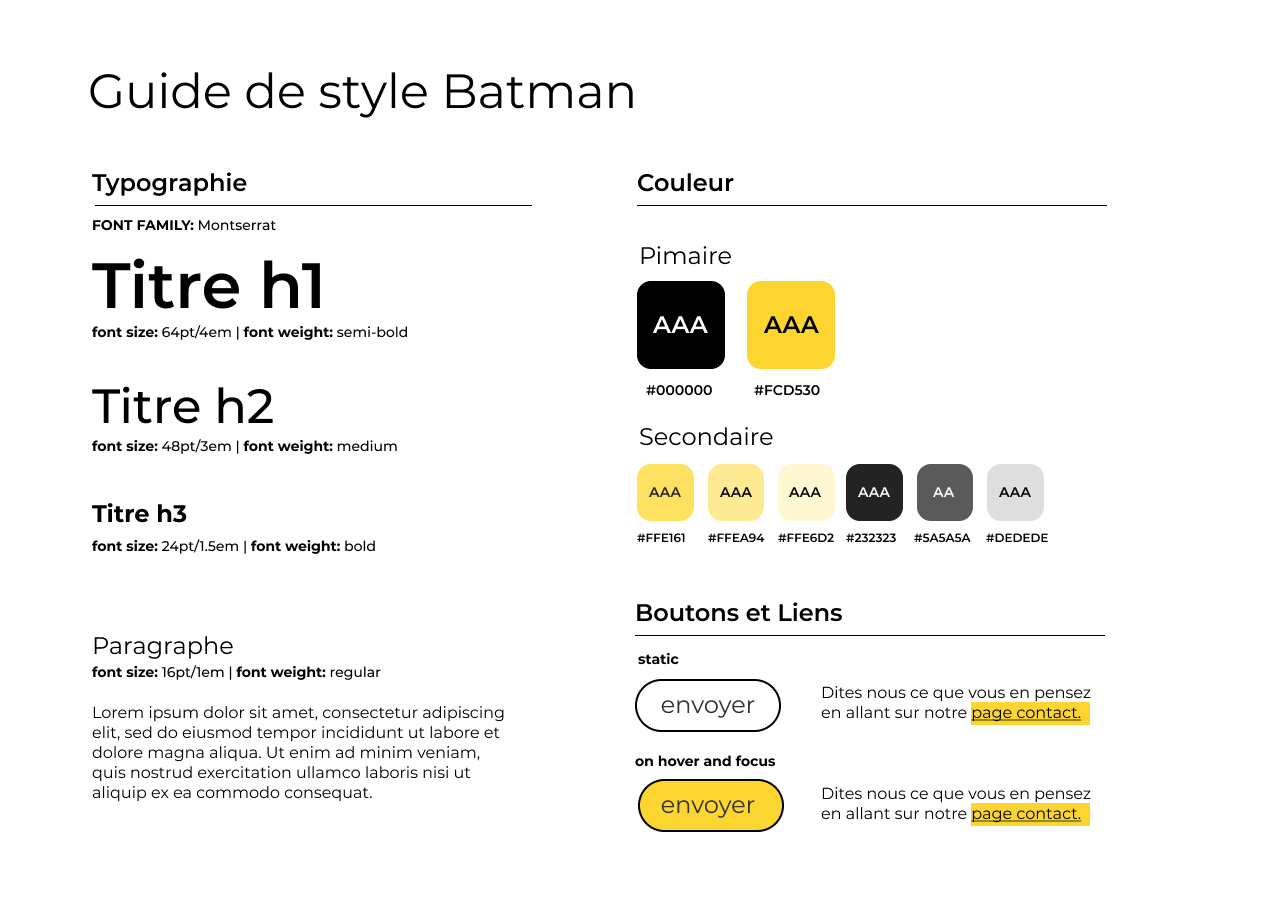 Guide de style Batman
Typographie
FONT FAMILY: Montserrat
Titre h1
font size: 64pt/4em | font weight: semi-bold
Titre h2
font size: 48pt/3em | font weight: medium
Titre h3
font size: 24pt/1.5em | font weight: bold
Paragraphe
font size: 16pt/1em | font weight: regular
Lorem ipsum dolor sit amet, consectetur adipiscing
elit, sed do eiusmod tempor incididunt ut labore et
dolore magna aliqua. Ut enim ad minim veniam,
quis nostrud exercitation ullamco laboris nisi ut
aliquip ex ea commodo consequat.
Couleur
Pimaire
AAA AAA
#000000 #FCD530
Secondaire
AAA AAA AAA AAA AA AAA
#FFE161 #FFEA94 #FFE6D2 #232323 #5A5A5A #DEDEDE
Boutons et Liens
static
envoyer
Dites nous ce que vous en pensez
en allant sur notre page contact.
on hover and focus
envoyer
Dites nous ce que vous en pensez
en allant sur notre page contact.